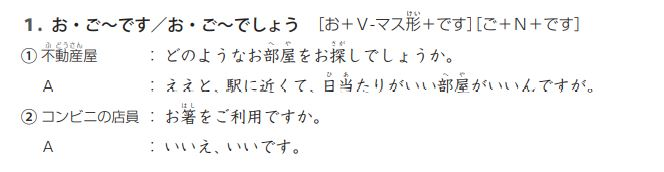 1. お・ご〜です／お・ご〜でしょう [お＋V-マス形＋です][ご＋N＋です]
① 不動産屋 : どのようなお部屋をお探しでしょうか。
A : ええと、駅に近くて、日当たりがいい部屋がいいんですが。
② コンビニの店員 : お箸をご利用ですか。
A : いいえ、いいです。